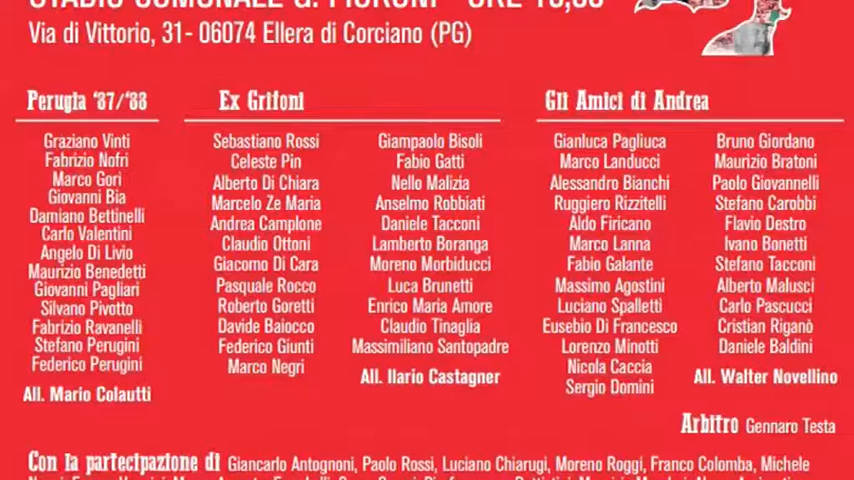 STADIO COMUNALE G. FIORONI - ORE 18,30
Via di Vittorio, 31- 06074 Ellera di Corciano (PG)
Perugia '87/'88
Graziano Vinti
Fabrizio Nofri
Marco Gori
Giovanni Bia
Damiano Bettinelli
Carlo Valentini
Angelo Di Livio
Maurizio Benedetti
Giovanni Pagliari
Silvano Pivotto
Fabrizio Ravanelli
Stefano Perugini
Federico Perugini
All. Mario Colautti
Ex Grifoni
Sebastiano Rossi
Celeste Pin
Alberto Di Chiara
Marcelo Ze Maria
Andrea Camplone
Claudio Ottoni
Giacomo Di Cara
Pasquale Rocco
Roberto Goretti
Davide Baiocco
Federico Giunti
Marco Negri
Giampaolo Bisoli
Fabio Gatti
Nello Malizia
Anselmo Robbiati
Daniele Tacconi
Lamberto Boranga
Moreno Morbiducci
Luca Brunetti
Enrico Maria Amore
Claudio Tinaglia
Massimiliano Santopadre
All. Ilario Castagner
Gli Amici di Andrea
Gianluca Pagliuca
Marco Landucci
Alessandro Bianchi
Ruggiero Rizzitelli
Aldo Firicano
Marco Lanna
Fabio Galante
Massimo Agostini
Luciano Spalletti
Eusebio Di Francesco
Lorenzo Minotti
Nicola Caccia
Sergio Domini
Bruno Giordano
Maurizio Bratoni
Paolo Giovannelli
Stefano Carobbi
Flavio Destro
Ivano Bonetti
Stefano Tacconi
Alberto Malusci
Carlo Pascucci
Cristian Riganò
Daniele Baldini
All. Walter Novellino
Arbitro Gennaro Testa
Con la partecipazione di Giancarlo Antognoni, Paolo Rossi, Luciano Chiarugi, Moreno Roggi, Franco Colomba, Michele